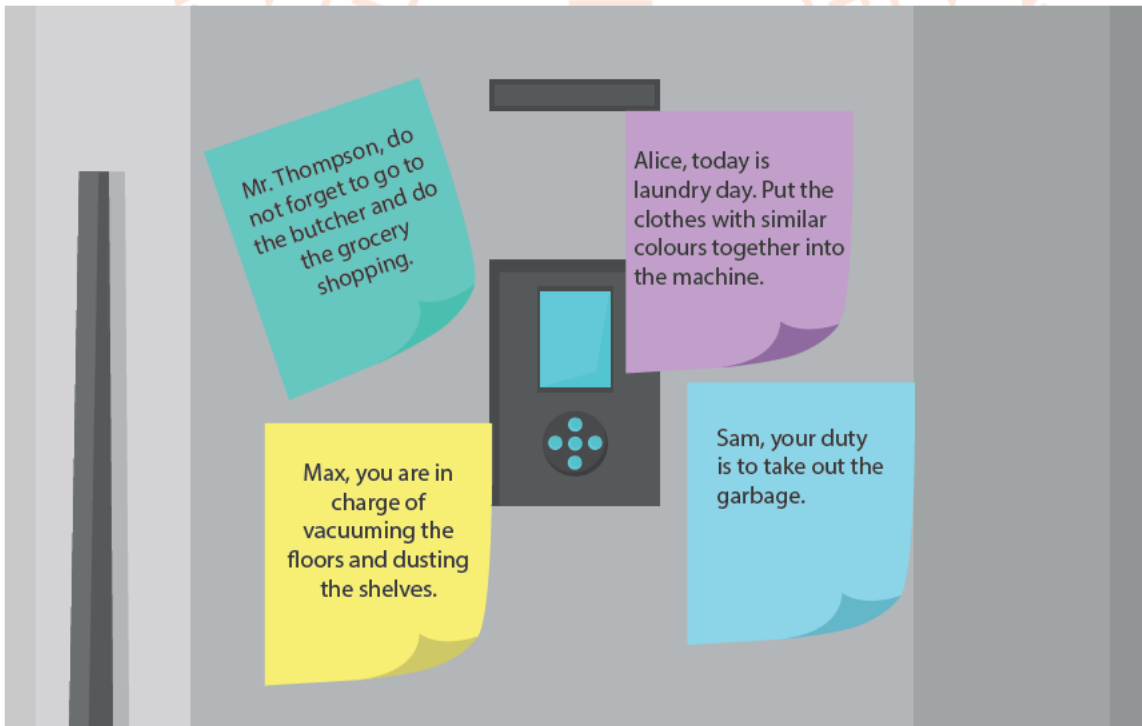 Mr. Thompson, do
not forget to go to
the butcher and do
the grocery
shopping.
Alice, today is
laundry day. Put the
clothes with similar
colours together into
the machine.
Max, you are in
charge of
vacuuming the
floors and dusting
the shelves.
Sam, your duty
is to take out the
garbage.